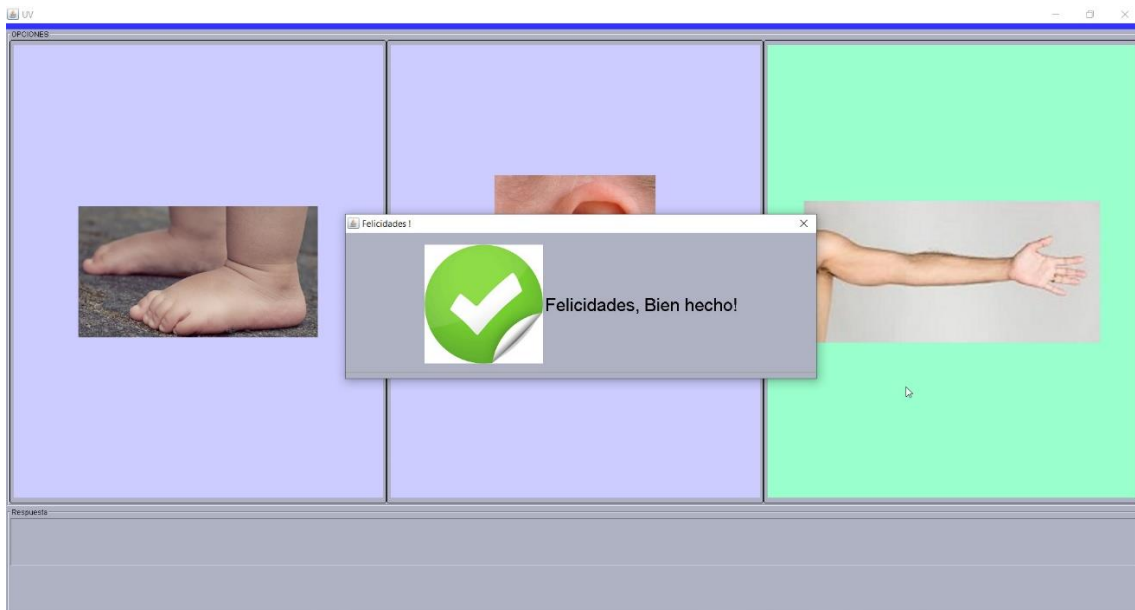 UV
OPCIONES
Felicidades !
Felicidades, Bien hecho!
Respuesta